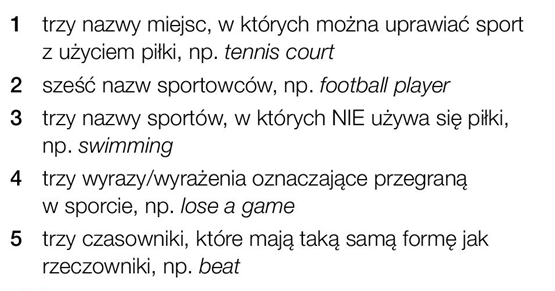 1 trzy nazwy miejsc, w których można uprawiać sport
z użyciem piłki, np. tennis court
2 sześć nazw sportowców, np. football player
3 trzy nazwy sportów, w których NIE używa się piłki,
np. swimming
4 trzy wyrazy/wyrażenia oznaczające przegraną
w sporcie, np. lose a game
5 trzy czasowniki, które mają taką samą formę jak
rzeczowniki, np. beat